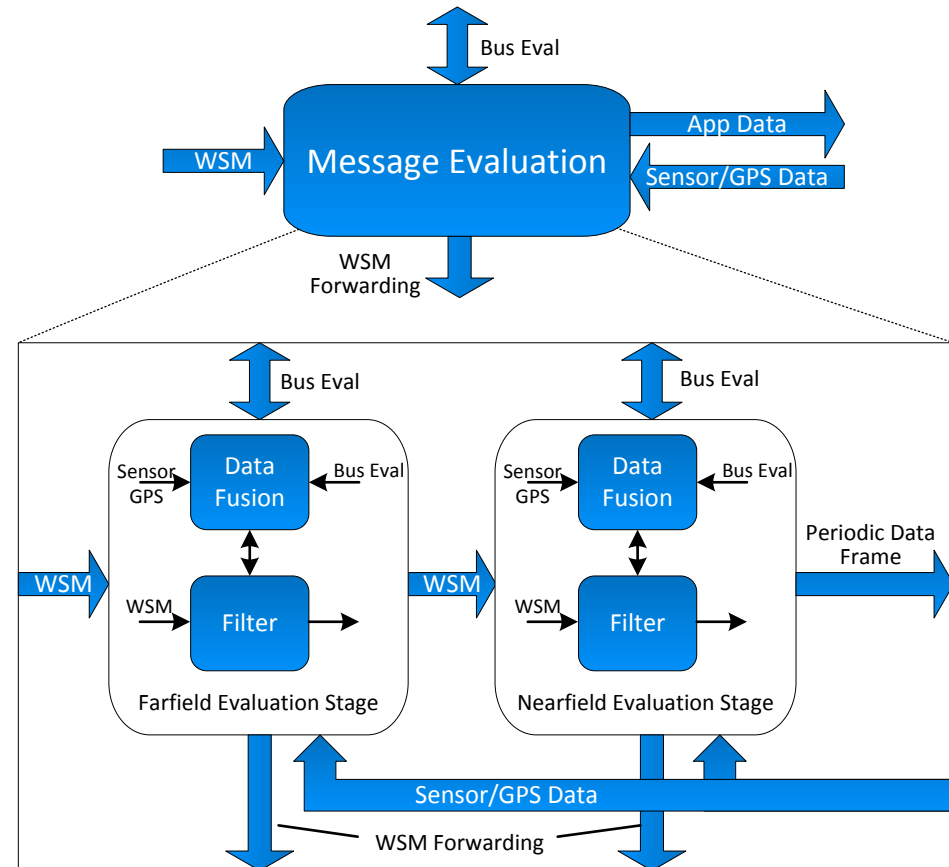 Bus Eval
App Data
WSM
Message Evaluation
Sensor/GPS Data
WSM
Forwarding
Bus Eval
Bus Eval
Sensor
GPS
Data
Fusion
Bus Eval
Sensor
GPS
Data
Fusion
Bus Eval
Periodic Data
Frame
WSM
WSM
WSM
Filter
WSM
Filter
Farfield Evaluation Stage
Nearfield Evaluation Stage
Sensor/GPS Data
WSM Forwarding